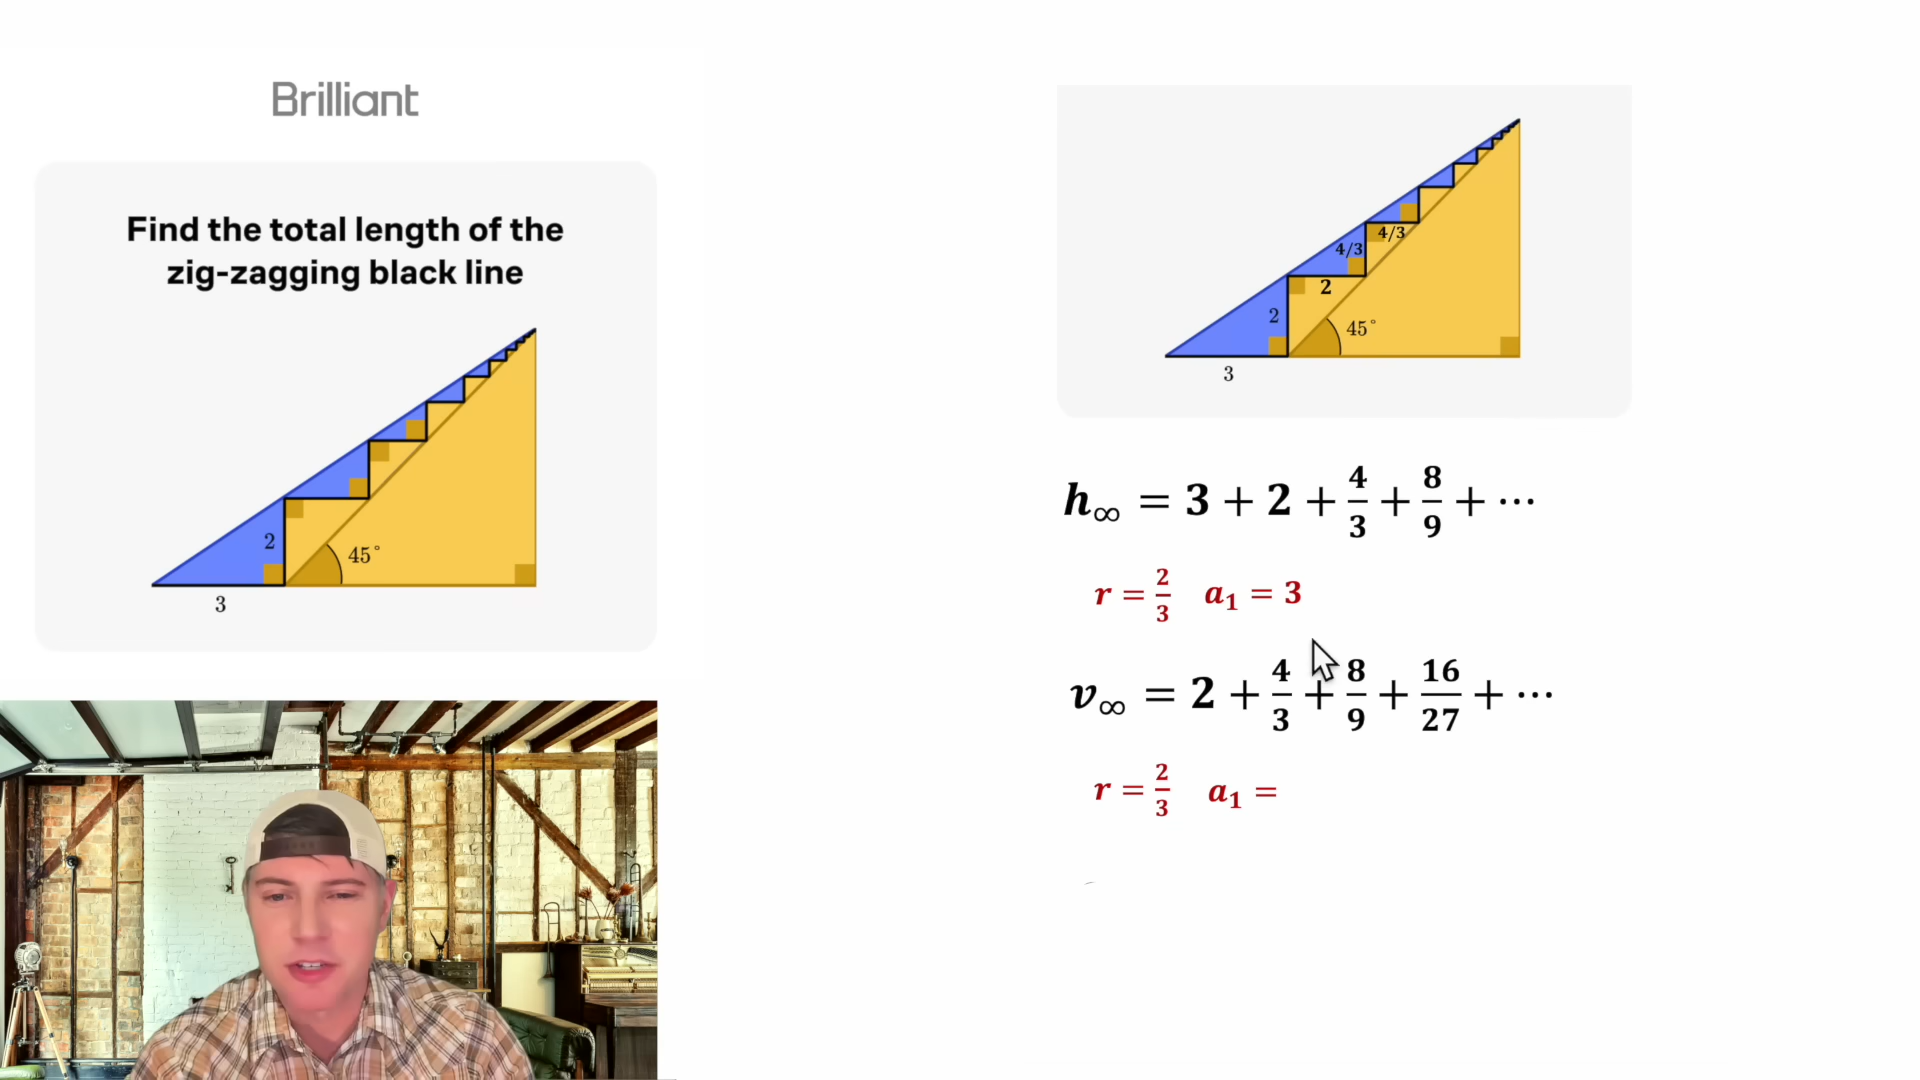 Brilliant
Find the total length of the
zig-zagging black line
2
45°
3
4/3
4/3
2
2
45°
3
h∞ = 3 + 2 + 4/3 + 8/9 + ⋯
r = 2/3 a₁ = 3
v∞ = 2 + 4/3 + 8/9 + 16/27 + ⋯
r = 2/3 a₁ =